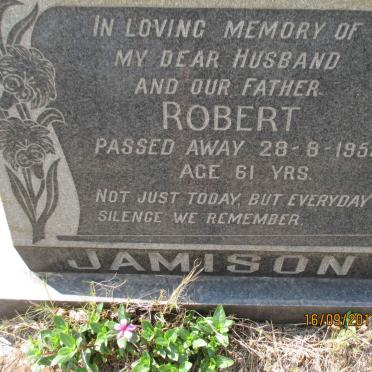 IN LOVING MEMORY OF
MY DEAR HUSBAND
AND OUR FATHER
ROBERT
PASSED AWAY 28-8-195
AGE 61 YRS.
NOT JUST TODAY, BUT EVERYDAY
SILENCE WE REMEMBER.
JAMISON
16/09/201